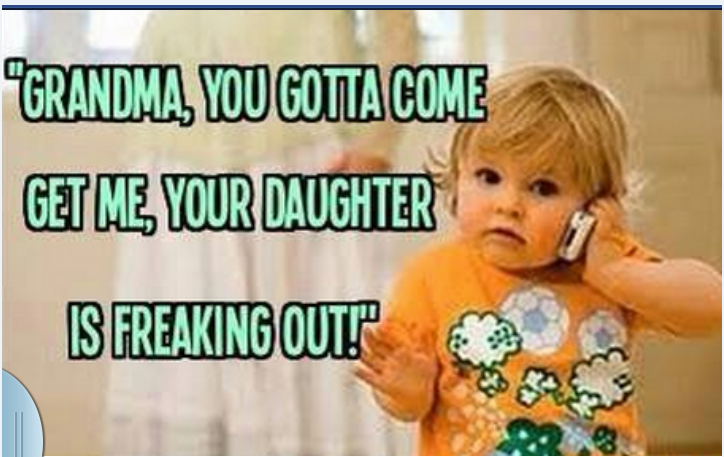 "GRANDMA, YOU GOTTA COME
GET ME, YOUR DAUGHTER
IS FREAKING OUT!"